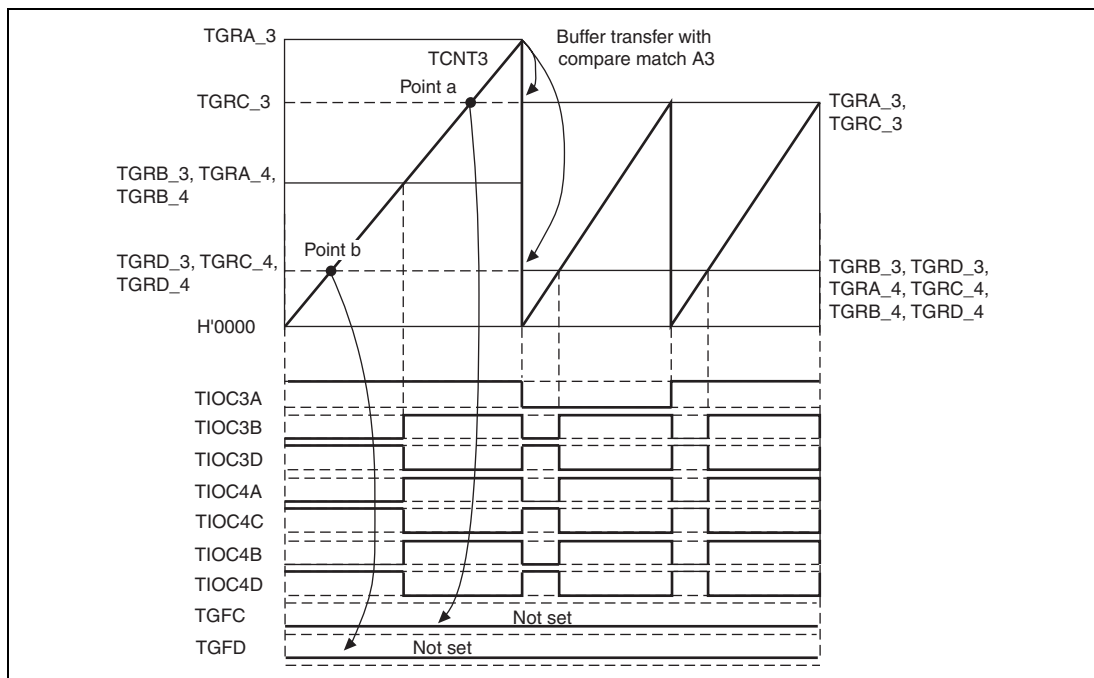 TGRA_3
TCNT3
Buffer transfer with
compare match A3
Point a
TGRC_3
TGRA_3,
TGRC_3
TGRB_3, TGRA_4,
TGRB_4
Point b
TGRD_3, TGRC_4,
TGRD_4
TGRB_3, TGRD_3,
TGRA_4, TGRC_4,
TGRB_4, TGRD_4
H'0000
TIOC3A
TIOC3B
TIOC3D
TIOC4A
TIOC4C
TIOC4B
TIOC4D
TGFC
Not set
TGFD
Not set